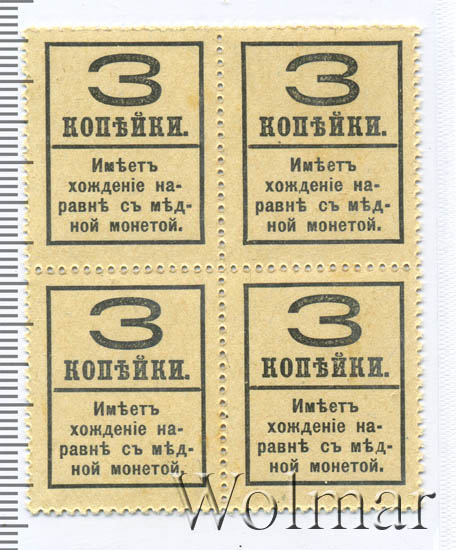 3
КОПѢЙКИ.
Имѣетъ
хожденіе на-
равнѣ съ мѣд-
ной монетой.
3
КОПѢЙКИ.
Имѣетъ
хожденіе на-
равнѣ съ мѣд-
ной монетой.
3
КОПѢЙКИ.
Имѣетъ
хожденіе на-
равнѣ съ мѣд-
ной монетой.
3
КОПѢЙКИ.
Имѣетъ
хожденіе на-
равнѣ съ мѣд-
ной монетой.
Wolmar